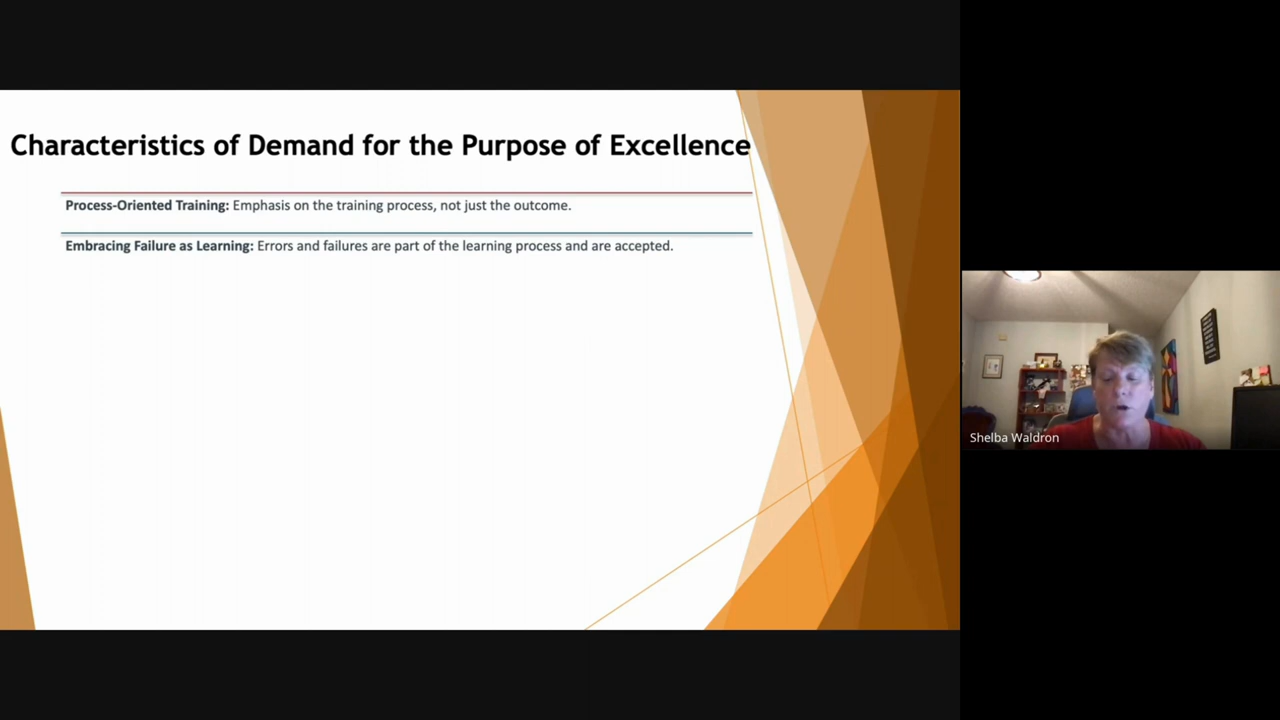 Characteristics of Demand for the Purpose of Excellence
Process-Oriented Training: Emphasis on the training process, not just the outcome.
Embracing Failure as Learning: Errors and failures are part of the learning process and are accepted.
Shelba Waldron